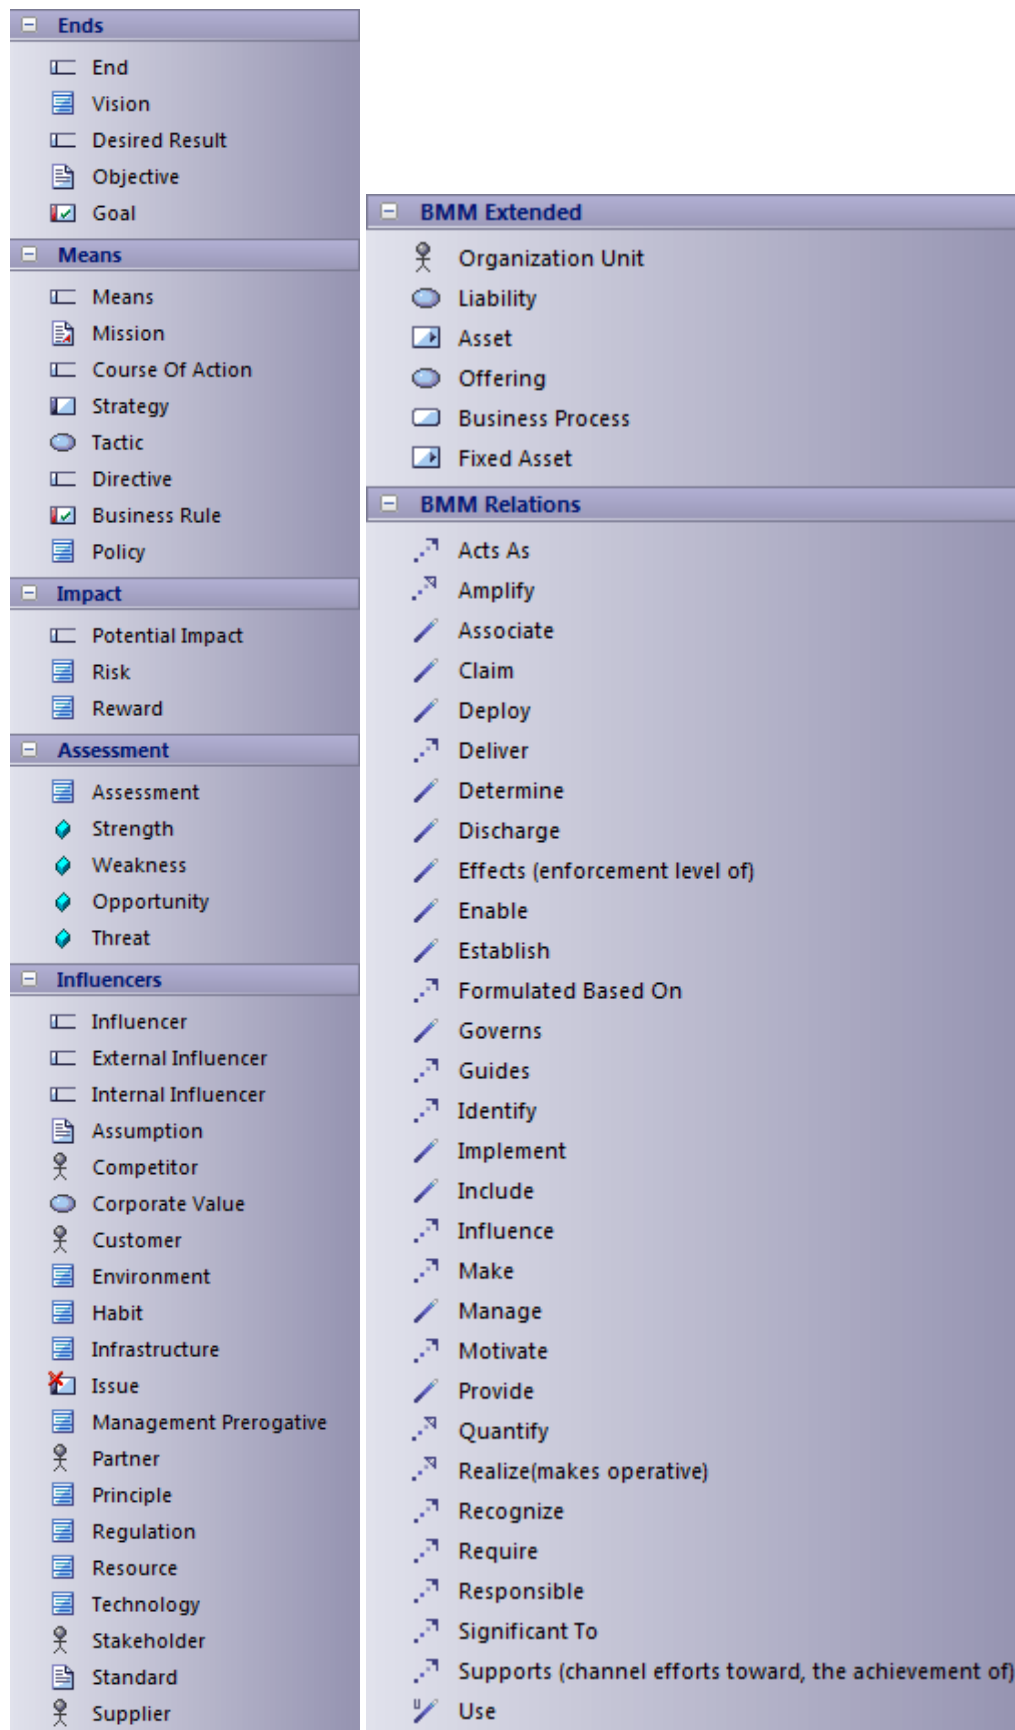 Ends
End
Vision
Desired Result
Objective
Goal
Means
Means
Mission
Course Of Action
Strategy
Tactic
Directive
Business Rule
Policy
Impact
Potential Impact
Risk
Reward
Assessment
Assessment
Strength
Weakness
Opportunity
Threat
Influencers
Influencer
External Influencer
Internal Influencer
Assumption
Competitor
Corporate Value
Customer
Environment
Habit
Infrastructure
Issue
Management Prerogative
Partner
Principle
Regulation
Resource
Technology
Stakeholder
Standard
Supplier
BMM Extended
Organization Unit
Liability
Asset
Offering
Business Process
Fixed Asset
BMM Relations
Acts As
Amplify
Associate
Claim
Deploy
Deliver
Determine
Discharge
Effects (enforcement level of)
Enable
Establish
Formulated Based On
Governs
Guides
Identify
Implement
Include
Influence
Make
Manage
Motivate
Provide
Quantify
Realize(makes operative)
Recognize
Require
Responsible
Significant To
Supports (channel efforts toward, the achievement of)
U Use